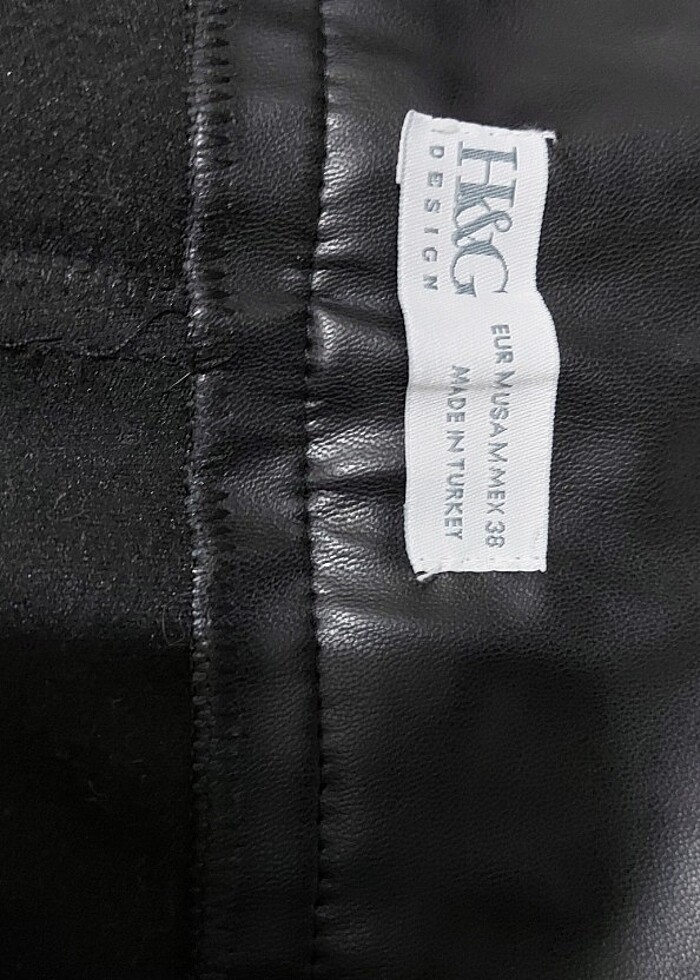 H&G
DESIGN
EUR M USA M MEX 38
MADE IN TURKEY